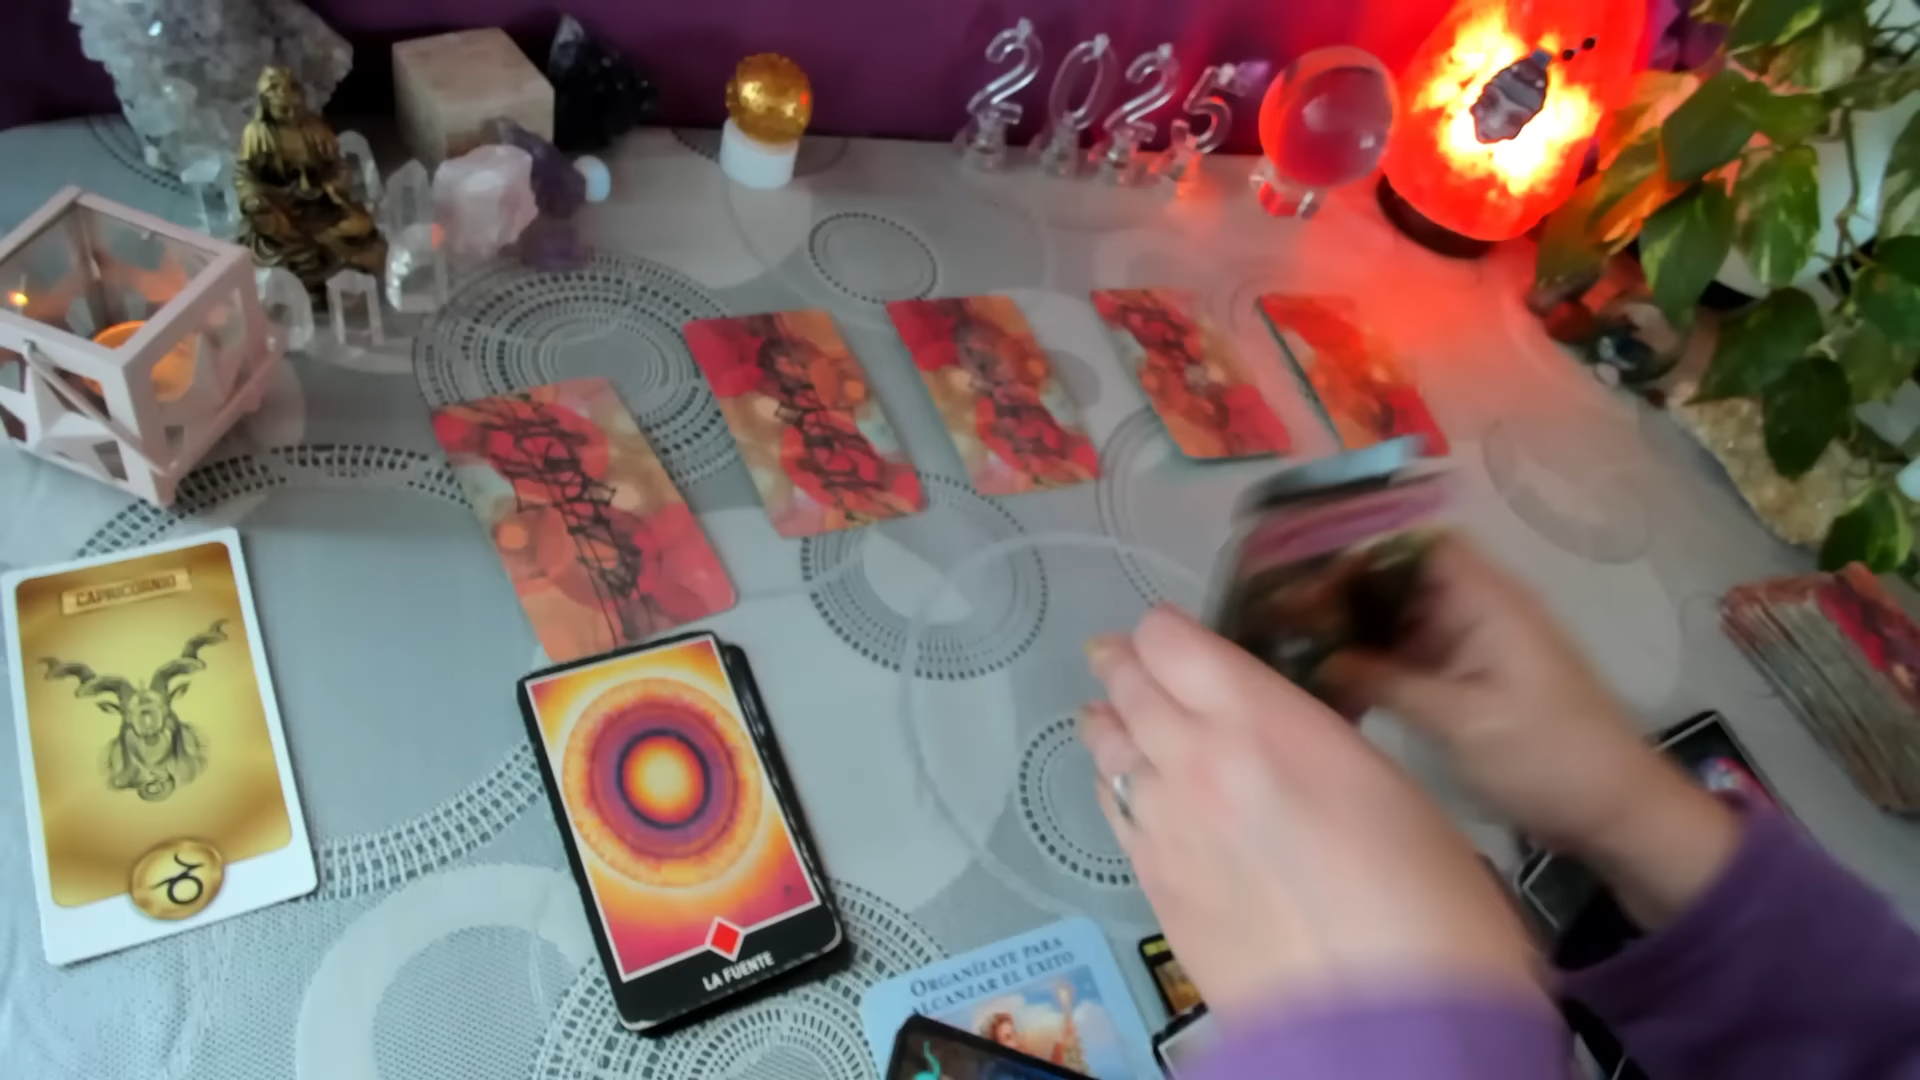 2025
CAPRICORNIO
LA FUENTE
ORGANÍZATE PARA
ALCANZAR EL ÉXITO